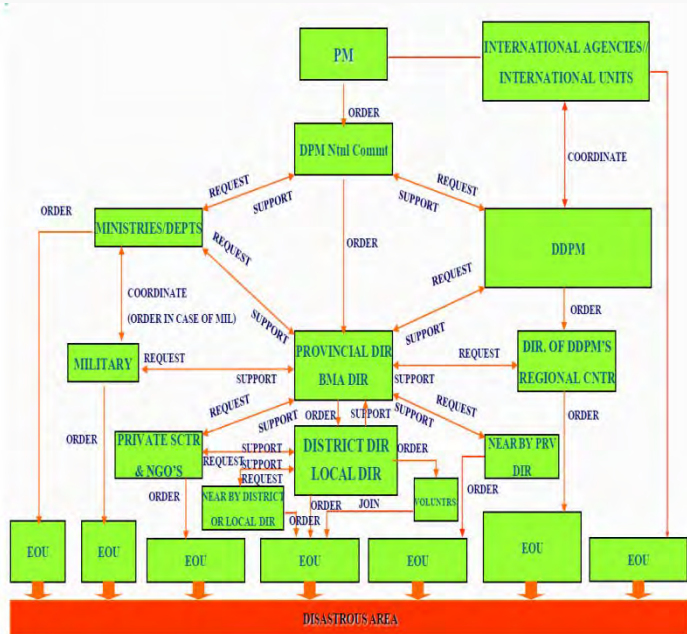 PM
INTERNATIONAL AGENCIES//
INTERNATIONAL UNITS
ORDER
DPM Ntnl Commt
COORDINATE
REQUEST
SUPPORT
REQUEST
SUPPORT
ORDER
MINISTRIES/DEPTS
ORDER
DDPM
REQUEST
SUPPORT
REQUEST
SUPPORT
COORDINATE
(ORDER IN CASE OF MIL)
ORDER
MILITARY
REQUEST
SUPPORT
PROVINCIAL DIR
BMA DIR
REQUEST
SUPPORT
DIR. OF DDPM'S
REGIONAL CNTR
REQUEST
SUPPORT
ORDER
SUPPORT
SUPPORT
REQUEST
ORDER
ORDER
PRIVATE SCTR
& NGO'S
SUPPORT
REQUEST
SUPPORT
REQUEST
DISTRICT DIR
LOCAL DIR
ORDER
NEAR BY PRV
DIR
ORDER
NEAR BY DISTRICT
OR LOCAL DIR
ORDER
ORDER
JOIN
VOLUNTRS
ORDER
EOU
EOU
EOU
EOU
EOU
EOU
EOU
DISASTROUS AREA